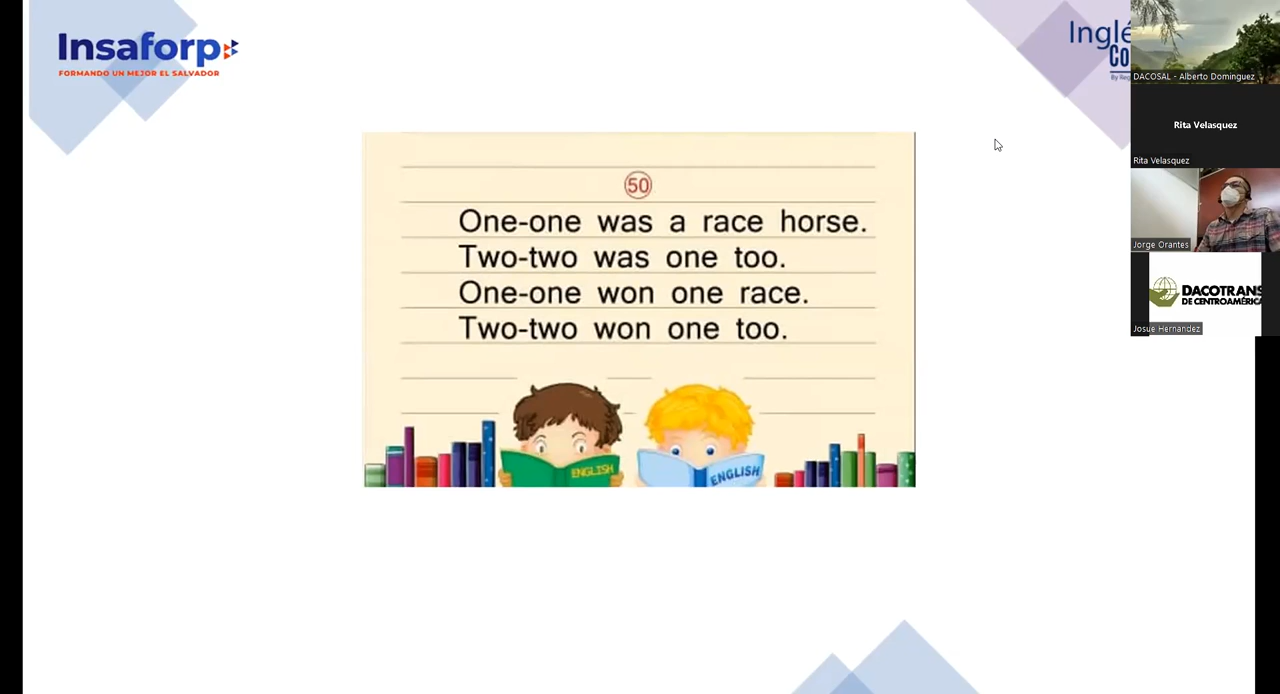 Insaforp
FORMANDO UN MEJOR EL SALVADOR
50
One-one was a race horse.
Two-two was one too.
One-one won one race.
Two-two won one too.
ENGLISH
ENGLISH
DACOSAL - Alberto Dominguez
Rita Velasquez
Rita Velasquez
Jorge Orantes
DACOTRANS
DE CENTROAMÉRICA
Josue Hernandez